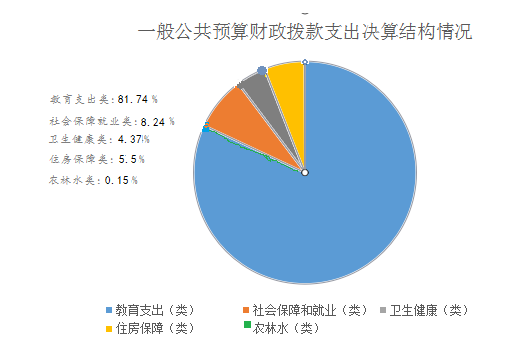 一般公共预算财政拨款支出决算结构情况
教育支出类:81.74 %
社会保障就业类:8.24 %
卫生健康类: 4.37%
住房保障类: 5.5%
农林水类: 0.15%
教育支出（类） 社会保障和就业（类） 卫生健康（类）
住房保障（类） 农林水（类）